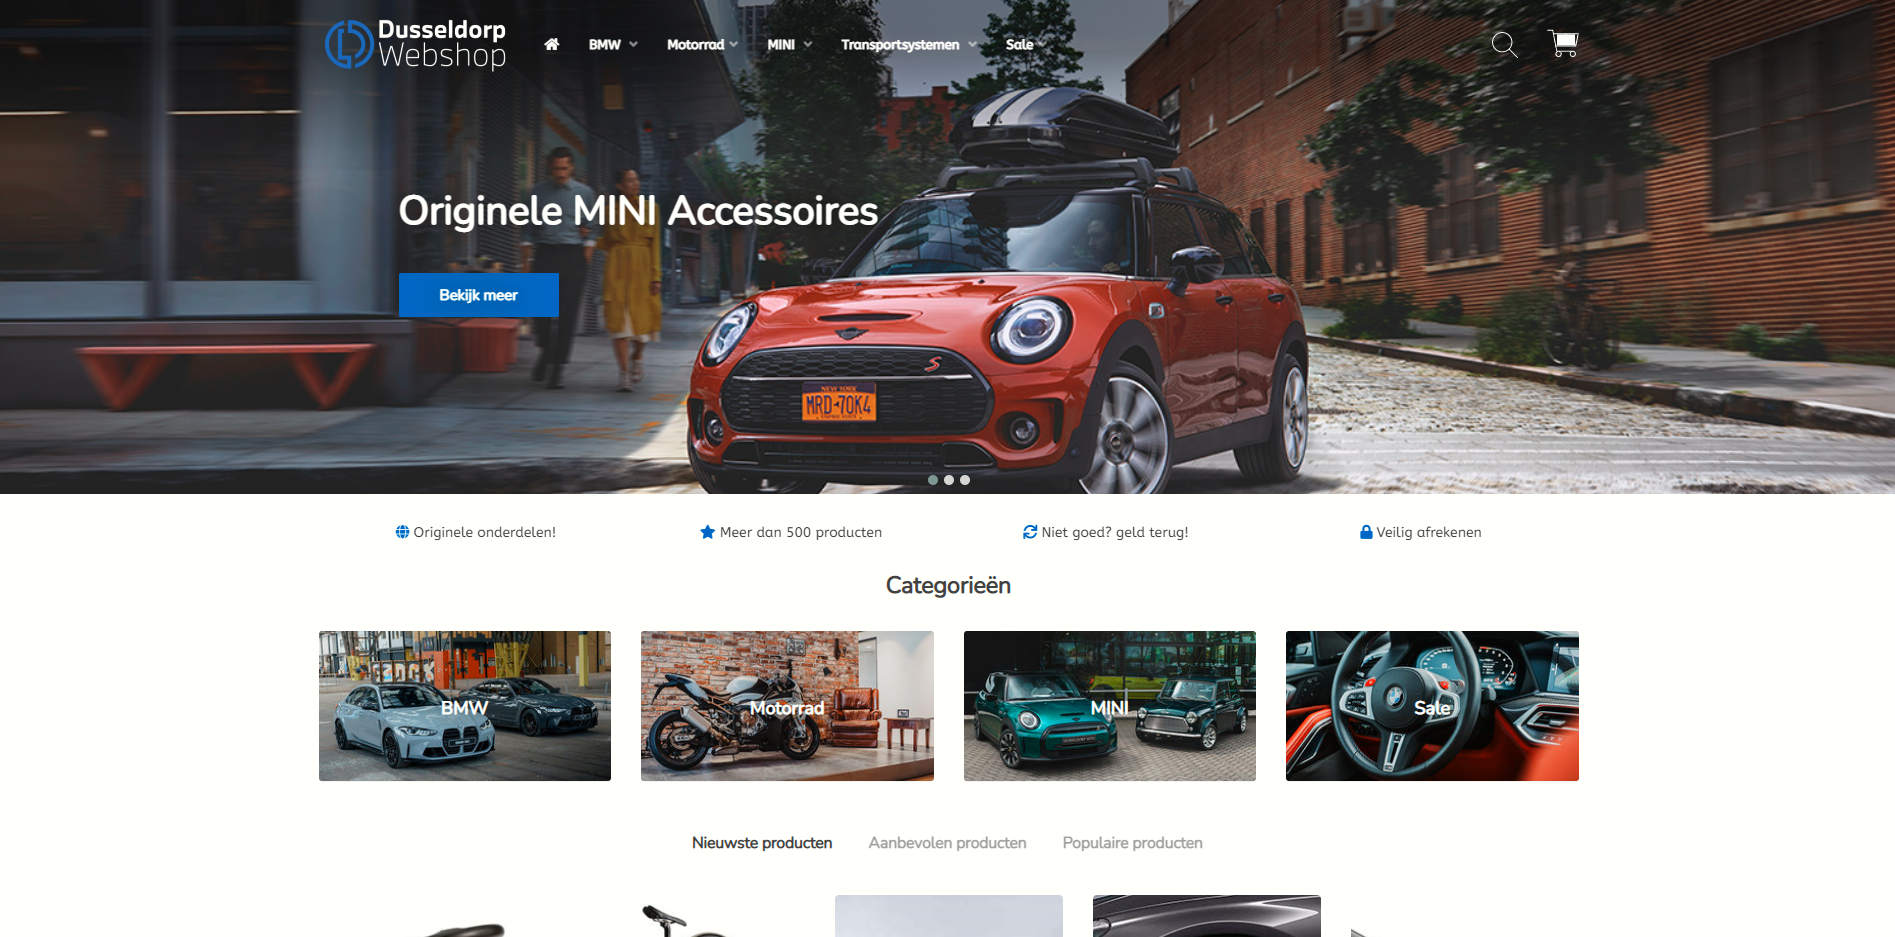 Dusseldorp
Webshop
BMW
Motorrad
MINI
Transportsystemen
Sale
Originele MINI Accessoires
Bekijk meer
S
NEW YORK
MRD-70K4
Originele onderdelen!
Meer dan 500 producten
Niet goed? geld terug!
Veilig afrekenen
Categorieën
BMW
Motorrad
MINI
Sale
Nieuwste producten
Aanbevolen producten
Populaire producten